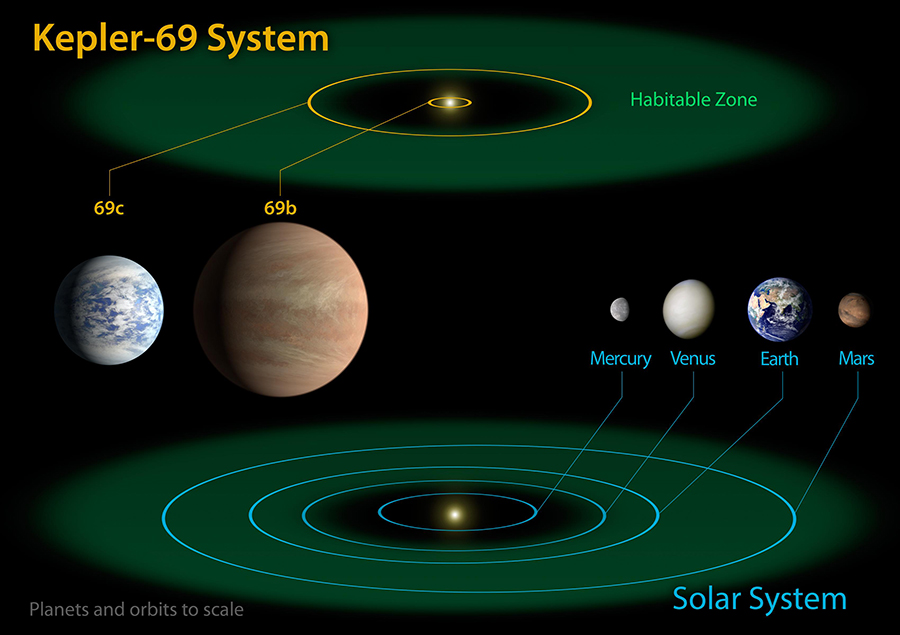 Kepler-69 System
Habitable Zone
69c
69b
Mercury
Venus
Earth
Mars
Planets and orbits to scale
Solar System